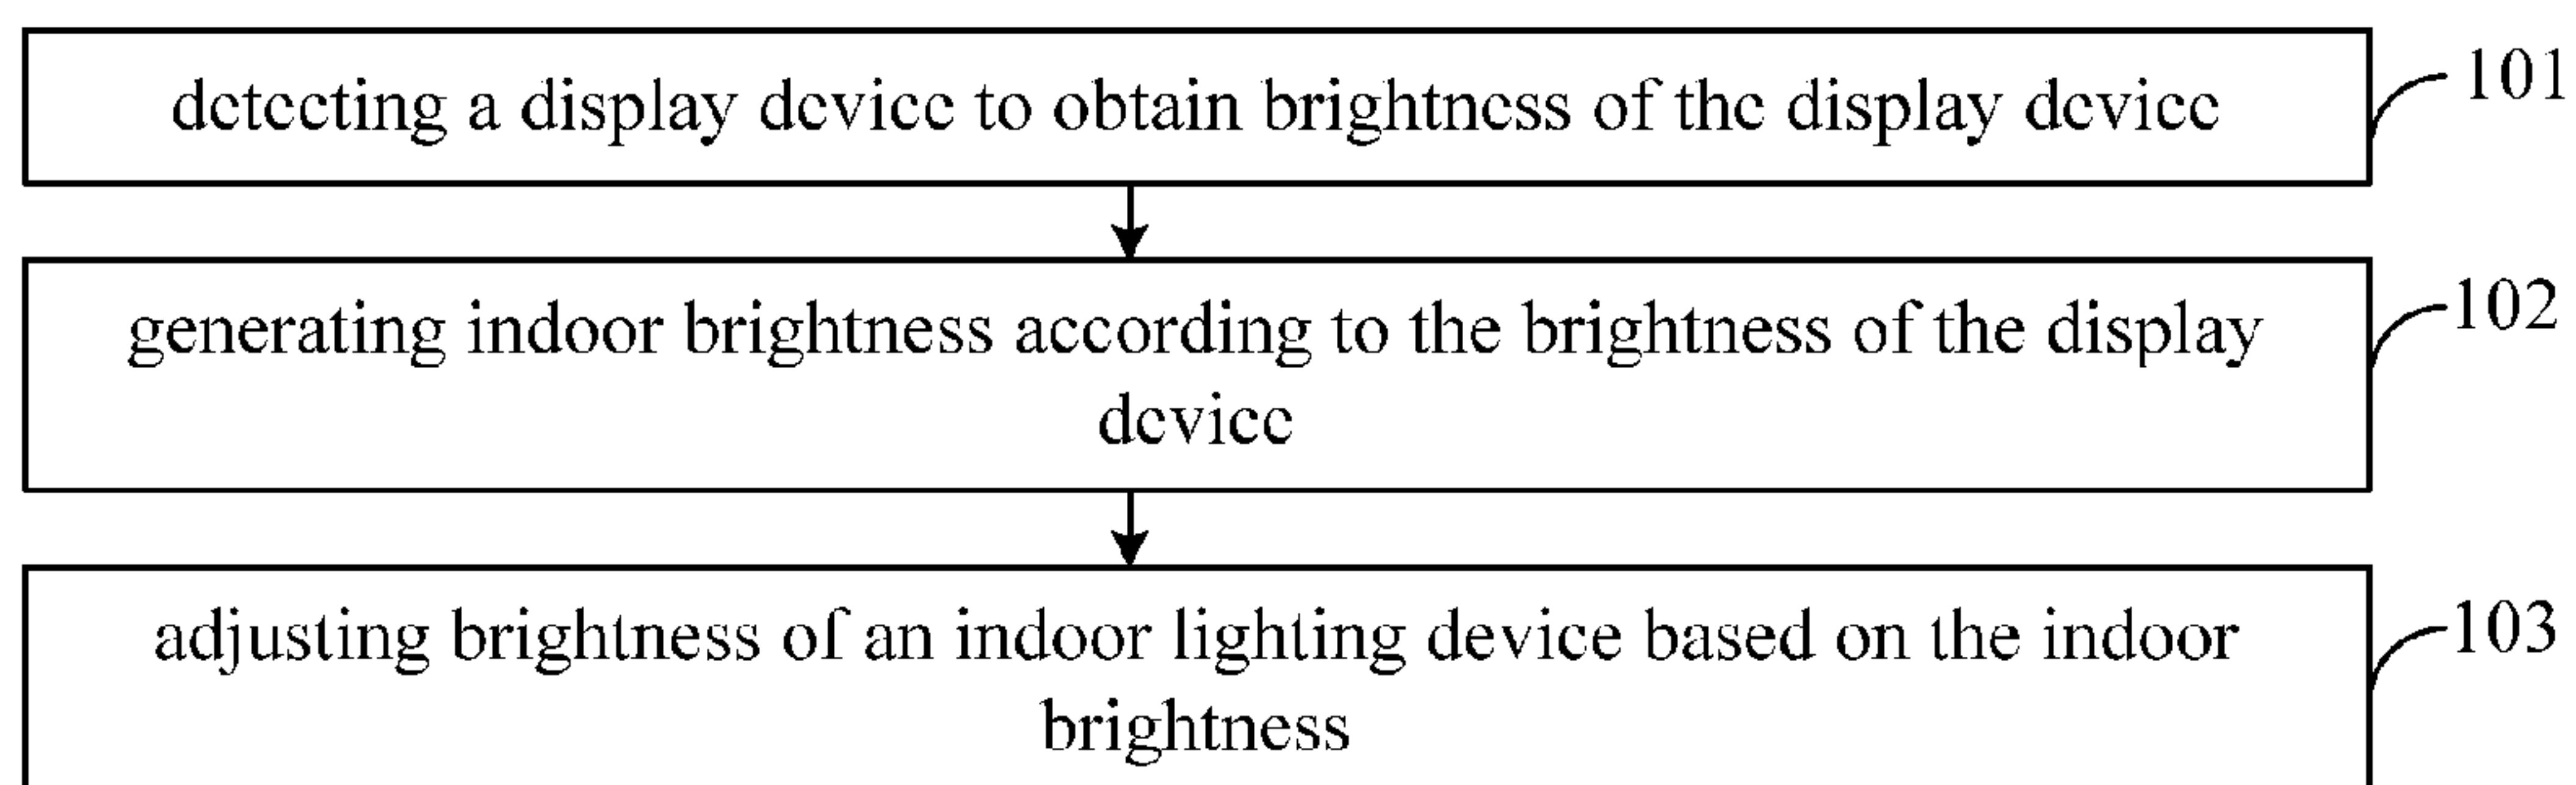 detecting a display device to obtain brightness of the display device
101
generating indoor brightness according to the brightness of the display
device
102
adjusting brightness of an indoor lighting device based on the indoor
brightness
103